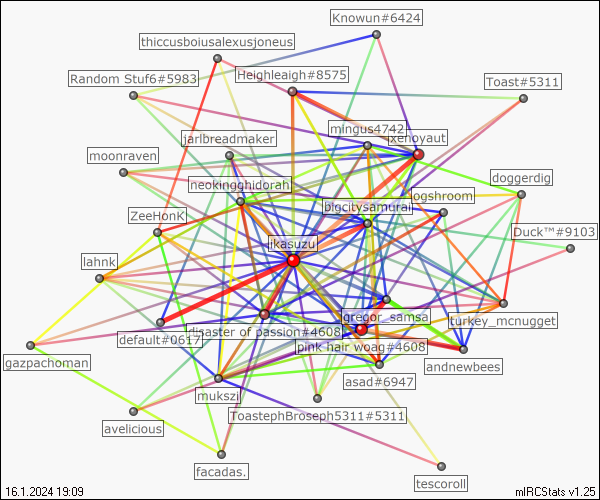 Knowun#6424
thiccusboiusalexusjoneus
Heighleaigh#8575
Random Stuf6#5983
Toast#5311
mingus4742
xenoyaut
jarlbreadmaker
moonraven
neokingghidorah
doggerdig
logshroom
bigcitysamurai
ZeeHonK
Duck™#9103
ikasuzu
lahnk
gregor_samsa
turkey_mcnugget
default#0617
disaster of passion#4608
pink hair woag#4608
gazpachoman
andnewbees
asad#6947
mukszi
ToastephBroseph5311#5311
avelicious
facadas.
tescoroll
16.1.2024 19:09
mIRCStats v1.25